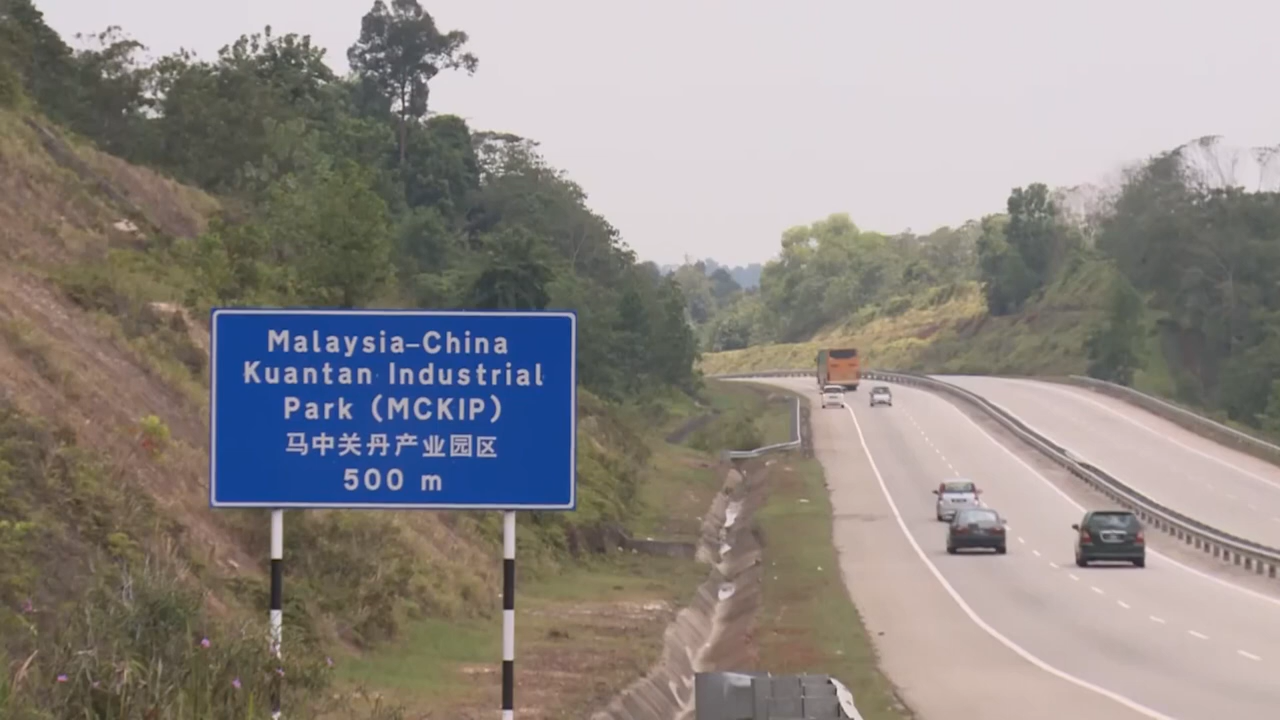 Malaysia–China
Kuantan Industrial
Park (MCKIP)
马中关丹产业园区
500 m